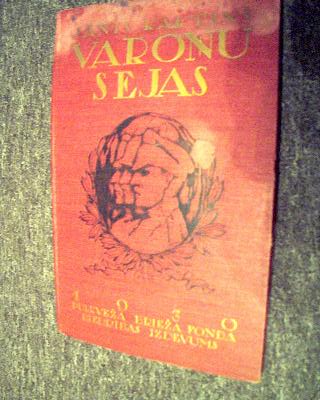 VARONU
SEJAS
1 9 3 0
PULKVEŽA BRIEŽA FONDA
IZDEVUMS